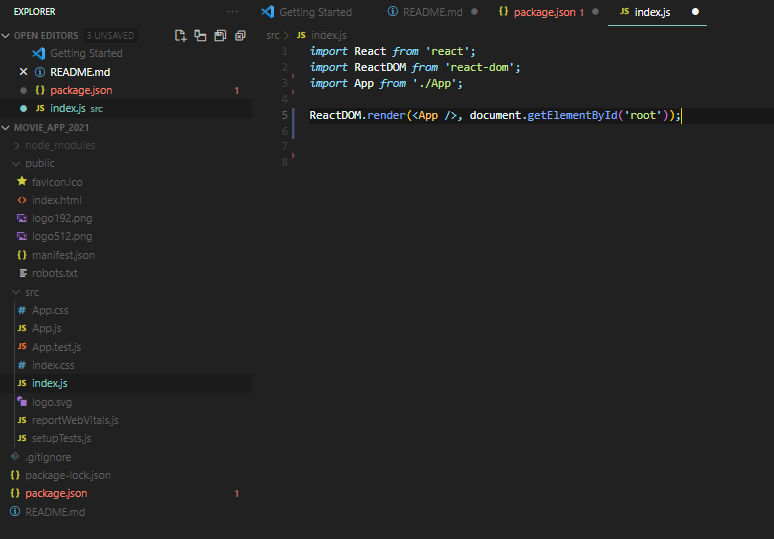 EXPLORER
OPEN EDITORS 3 UNSAVED
Getting Started
README.md
package.json 1
index.js src
MOVIE_APP_2021
node_modules
public
favicon.ico
index.html
logo192.png
logo512.png
manifest.json
robots.txt
src
App.css
App.js
App.test.js
index.css
index.js
logo.svg
reportWebVitals.js
setupTests.js
.gitignore
package-lock.json
package.json 1
README.md
Getting Started README.md package.json 1 JS index.js
src > JS index.js
1 import React from 'react';
2 import ReactDOM from 'react-dom';
3 import App from './App';
4
5 ReactDOM.render(<App />, document.getElementById('root'));
6
7
8